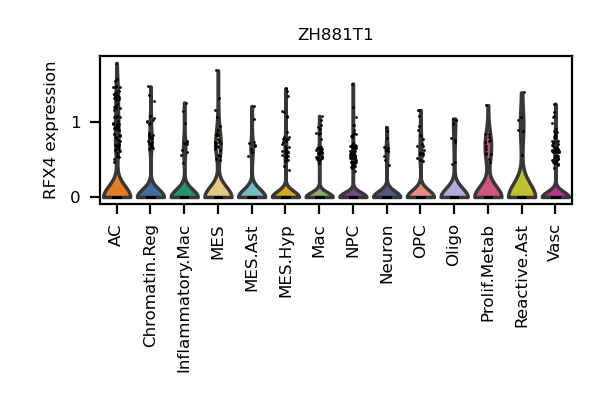 ZH881T1
RFX4 expression
1
0
AC
Chromatin.Reg
Inflammatory.Mac
MES
MES.Ast
MES.Hyp
Mac
NPC
Neuron
OPC
Oligo
Prolif.Metab
Reactive.Ast
Vasc